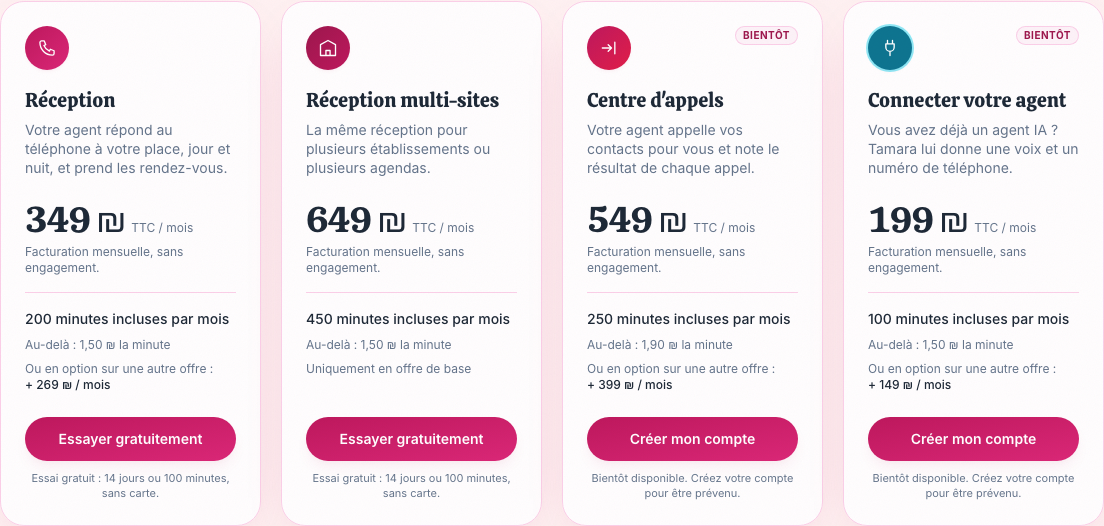 Réception
Votre agent répond au
téléphone à votre place, jour et
nuit, et prend les rendez-vous.
349 ₪ TTC / mois
Facturation mensuelle, sans
engagement.
200 minutes incluses par mois
Au-delà : 1,50 ₪ la minute
Ou en option sur une autre offre :
+ 269 ₪ / mois
Essayer gratuitement
Essai gratuit : 14 jours ou 100 minutes,
sans carte.
Réception multi-sites
La même réception pour
plusieurs établissements ou
plusieurs agendas.
649 ₪ TTC / mois
Facturation mensuelle, sans
engagement.
450 minutes incluses par mois
Au-delà : 1,50 ₪ la minute
Uniquement en offre de base
Essayer gratuitement
Essai gratuit : 14 jours ou 100 minutes,
sans carte.
BIENTÔT
Centre d'appels
Votre agent appelle vos
contacts pour vous et note le
résultat de chaque appel.
549 ₪ TTC / mois
Facturation mensuelle, sans
engagement.
250 minutes incluses par mois
Au-delà : 1,90 ₪ la minute
Ou en option sur une autre offre :
+ 399 ₪ / mois
Créer mon compte
Bientôt disponible. Créez votre compte
pour être prévenu.
BIENTÔT
Connecter votre agent
Vous avez déjà un agent IA ?
Tamara lui donne une voix et un
numéro de téléphone.
199 ₪ TTC / mois
Facturation mensuelle, sans
engagement.
100 minutes incluses par mois
Au-delà : 1,50 ₪ la minute
Ou en option sur une autre offre :
+ 149 ₪ / mois
Créer mon compte
Bientôt disponible. Créez votre compte
pour être prévenu.